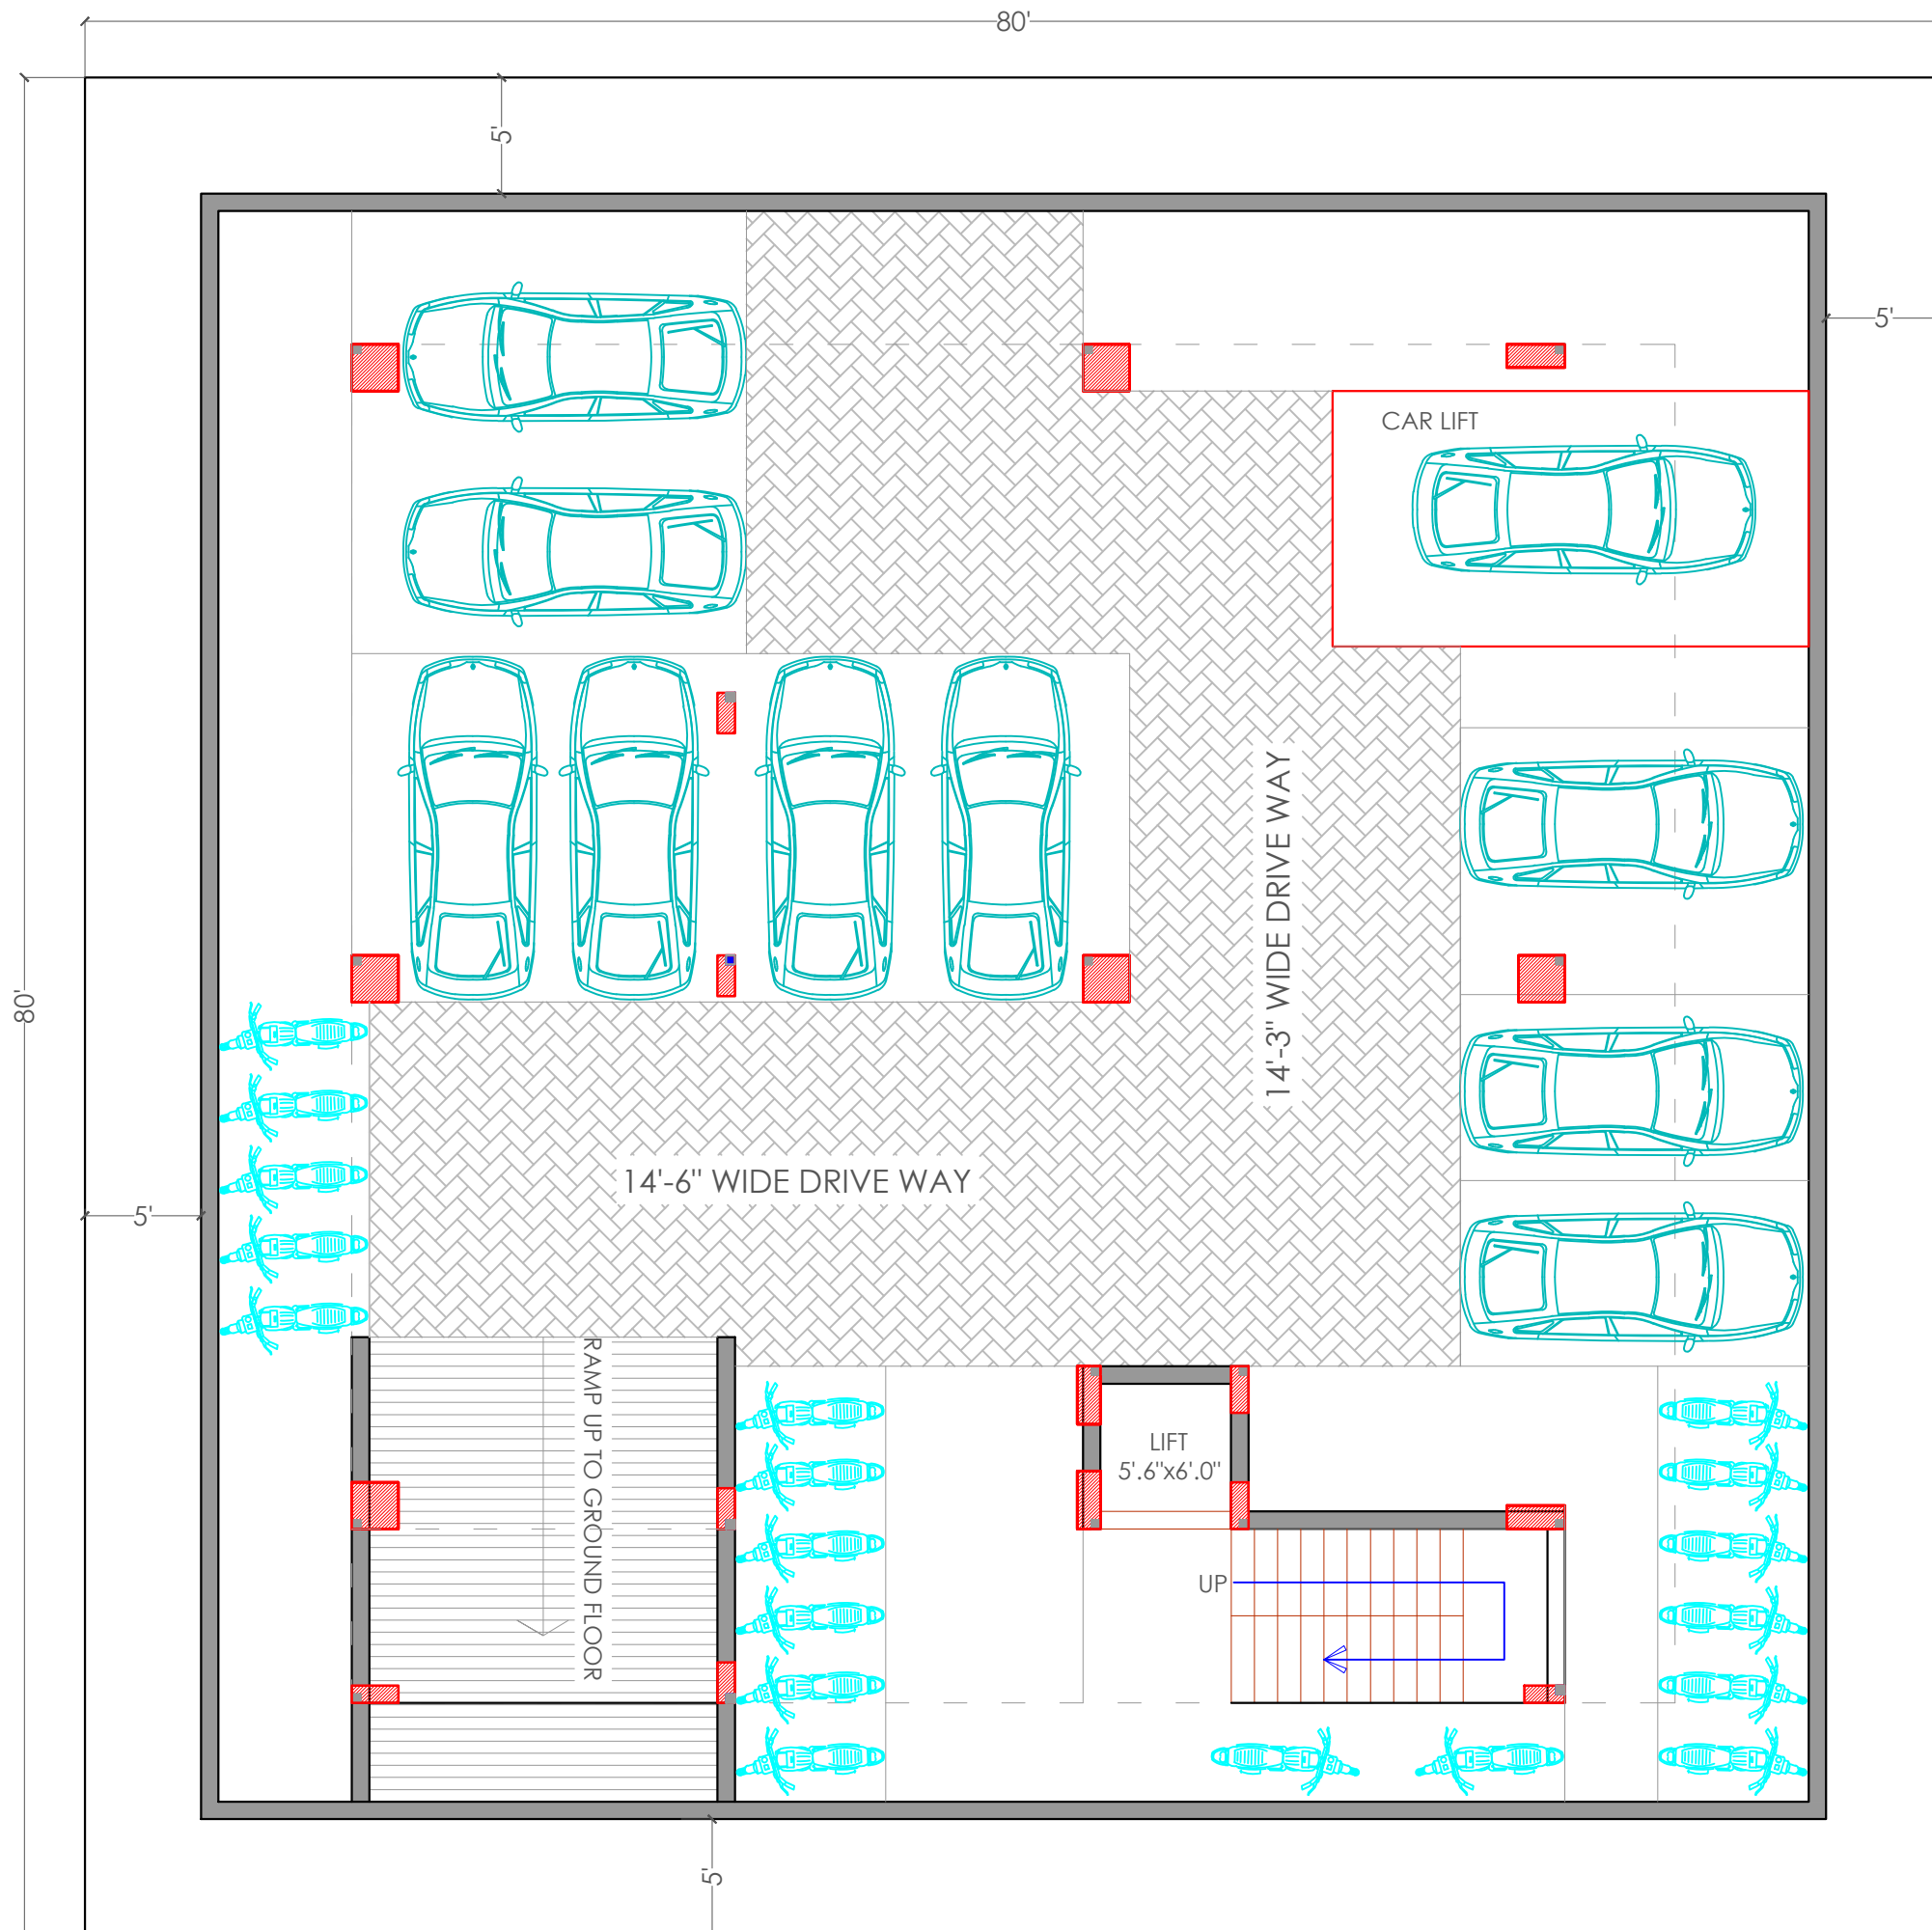 80'
5'
5'
CAR LIFT
14'-3" WIDE DRIVE WAY
80'
14'-6" WIDE DRIVE WAY
5'
RAMP UP TO GROUND FLOOR
LIFT
5'.6"x6'.0"
UP
5'